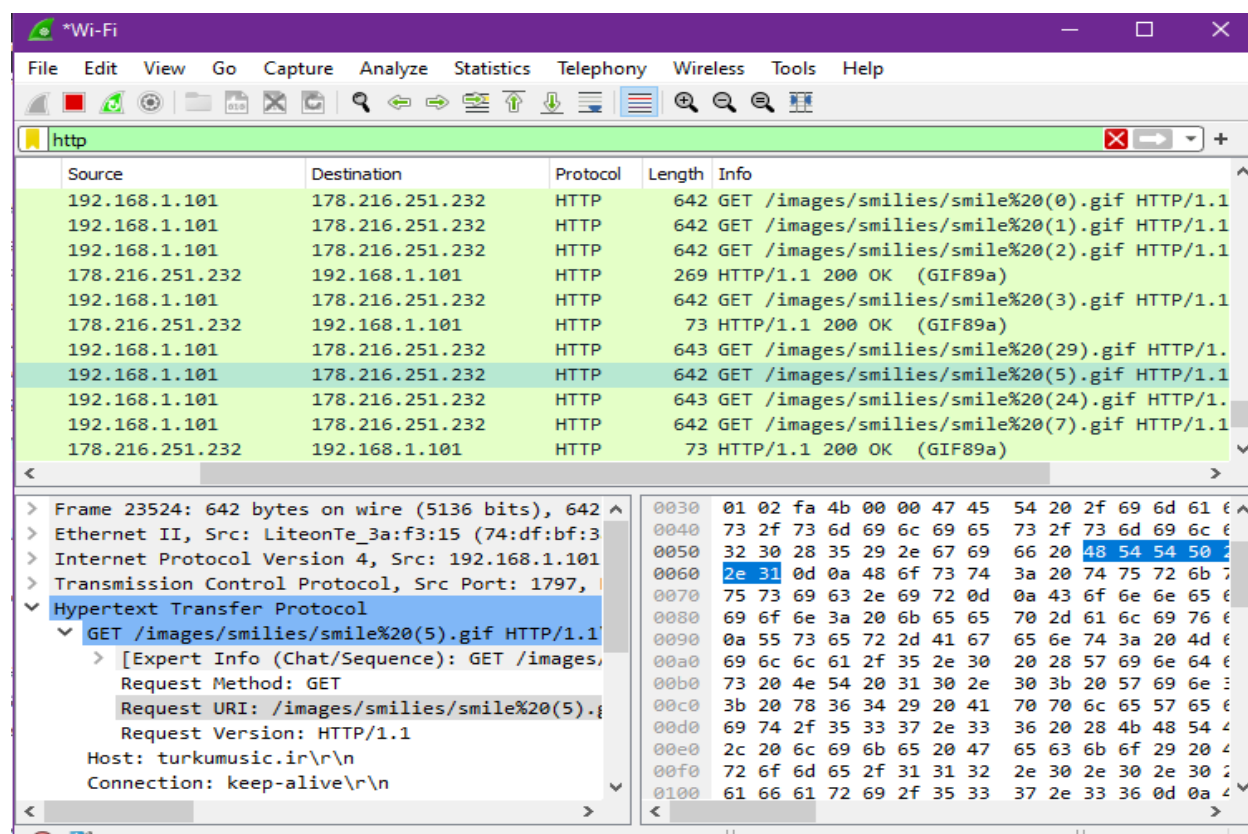 *Wi-Fi
File Edit View Go Capture Analyze Statistics Telephony Wireless Tools Help
http
Source Destination Protocol Length Info
192.168.1.101 178.216.251.232 HTTP 642 GET /images/smilies/smile%20(0).gif HTTP/1.1
192.168.1.101 178.216.251.232 HTTP 642 GET /images/smilies/smile%20(1).gif HTTP/1.1
192.168.1.101 178.216.251.232 HTTP 642 GET /images/smilies/smile%20(2).gif HTTP/1.1
178.216.251.232 192.168.1.101 HTTP 269 HTTP/1.1 200 OK (GIF89a)
192.168.1.101 178.216.251.232 HTTP 642 GET /images/smilies/smile%20(3).gif HTTP/1.1
178.216.251.232 192.168.1.101 HTTP 73 HTTP/1.1 200 OK (GIF89a)
192.168.1.101 178.216.251.232 HTTP 643 GET /images/smilies/smile%20(29).gif HTTP/1.
192.168.1.101 178.216.251.232 HTTP 642 GET /images/smilies/smile%20(5).gif HTTP/1.1
192.168.1.101 178.216.251.232 HTTP 643 GET /images/smilies/smile%20(24).gif HTTP/1.
192.168.1.101 178.216.251.232 HTTP 642 GET /images/smilies/smile%20(7).gif HTTP/1.1
178.216.251.232 192.168.1.101 HTTP 73 HTTP/1.1 200 OK (GIF89a)
Frame 23524: 642 bytes on wire (5136 bits), 642
Ethernet II, Src: LiteonTe_3a:f3:15 (74:df:bf:3
Internet Protocol Version 4, Src: 192.168.1.101
Transmission Control Protocol, Src Port: 1797,
Hypertext Transfer Protocol
GET /images/smilies/smile%20(5).gif HTTP/1.1
[Expert Info (Chat/Sequence): GET /images/
Request Method: GET
Request URI: /images/smilies/smile%20(5).g
Request Version: HTTP/1.1
Host: turkumusic.ir\r\n
Connection: keep-alive\r\n
0030 01 02 fa 4b 00 00 47 45 54 20 2f 69 6d 61
0040 73 2f 73 6d 69 6c 69 65 73 2f 73 6d 69 6c
0050 32 30 28 35 29 2e 67 69 66 20 48 54 54 50
0060 2e 31 0d 0a 48 6f 73 74 3a 20 74 75 72 6b
0070 75 73 69 63 2e 69 72 0d 0a 43 6f 6e 6e 65
0080 69 6f 6e 3a 20 6b 65 65 70 2d 61 6c 69 76
0090 0a 55 73 65 72 2d 41 67 65 6e 74 3a 20 4d
00a0 69 6c 6c 61 2f 35 2e 30 20 28 57 69 6e 64
00b0 73 20 4e 54 20 31 30 2e 30 3b 20 57 69 6e
00c0 3b 20 78 36 34 29 20 41 70 70 6c 65 57 65
00d0 69 74 2f 35 33 37 2e 33 36 20 28 4b 48 54
00e0 2c 20 6c 69 6b 65 20 47 65 63 6b 6f 29 20
00f0 72 6f 6d 65 2f 31 31 32 2e 30 2e 30 2e 30
0100 61 66 61 72 69 2f 35 33 37 2e 33 36 0d 0a